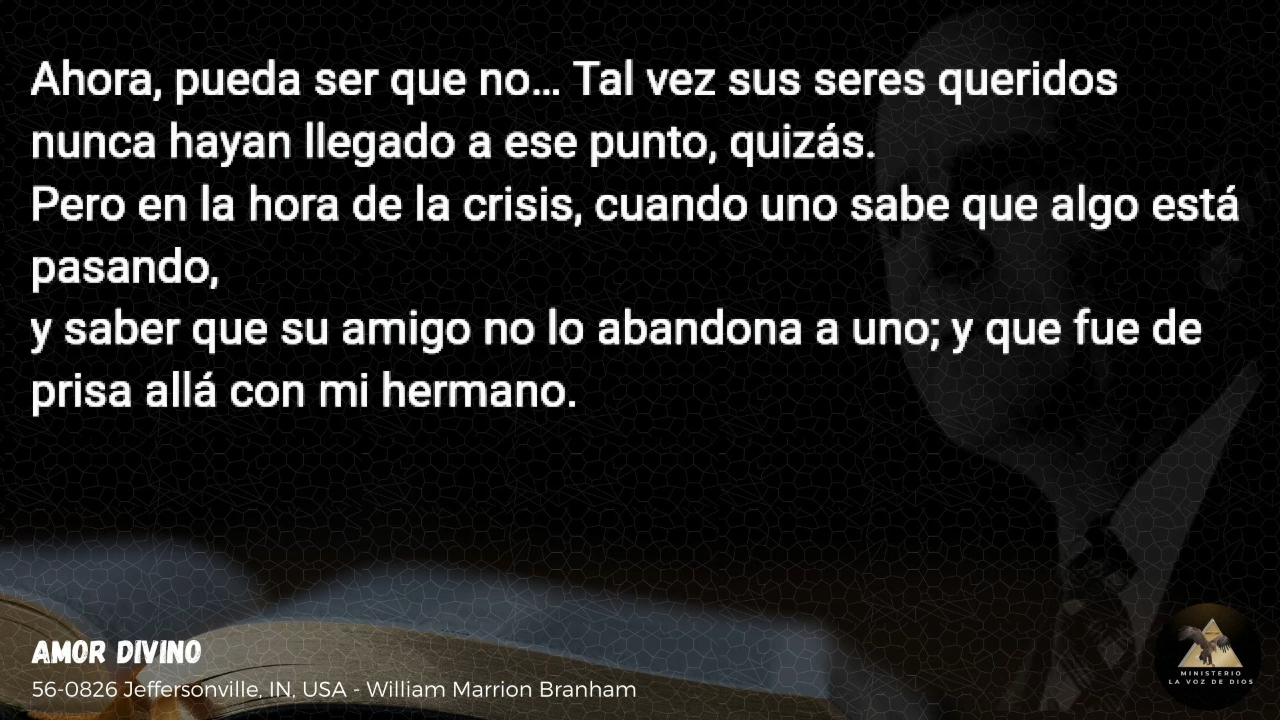 Ahora, pueda ser que no... Tal vez sus seres queridos
nunca hayan llegado a ese punto, quizás.
Pero en la hora de la crisis, cuando uno sabe que algo está
pasando,
y saber que su amigo no lo abandona a uno; y que fue de
prisa allá con mi hermano.
AMOR DIVINO
56-0826 Jeffersonville, IN, USA - William Marrion Branham
MINISTERIO
LA VOZ DE DIOS